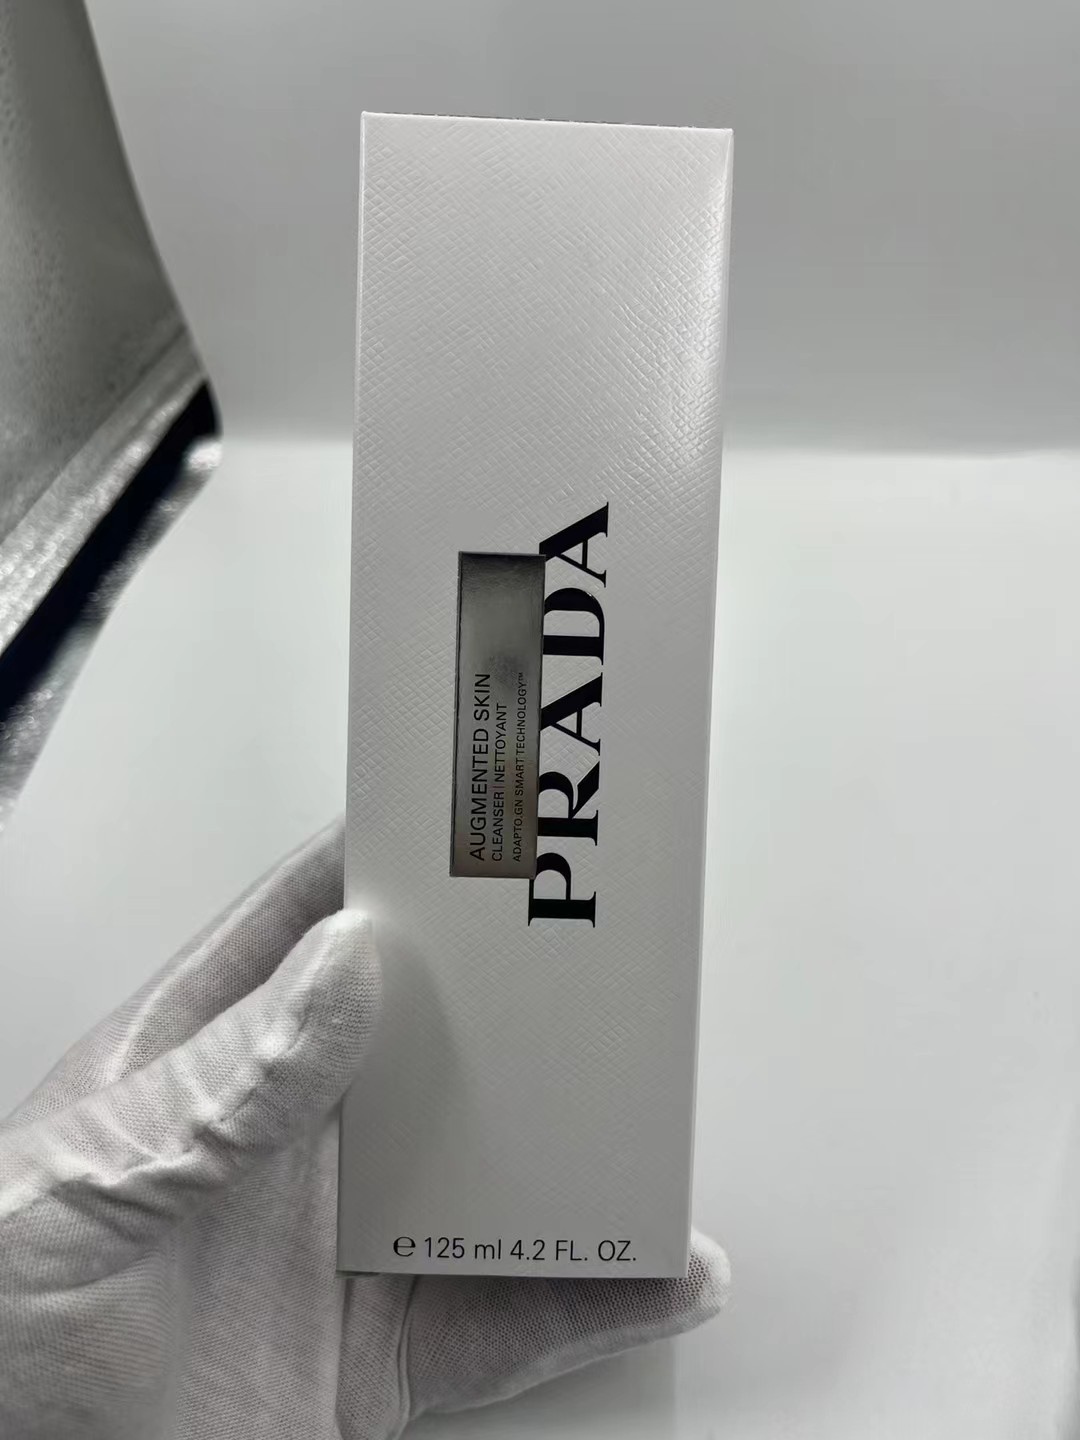 PRADA
AUGMENTED SKIN
CLEANSER | NETTOYANT
ADAPTO.GN SMART TECHNOLOGY™
℮ 125 ml 4.2 FL. OZ.